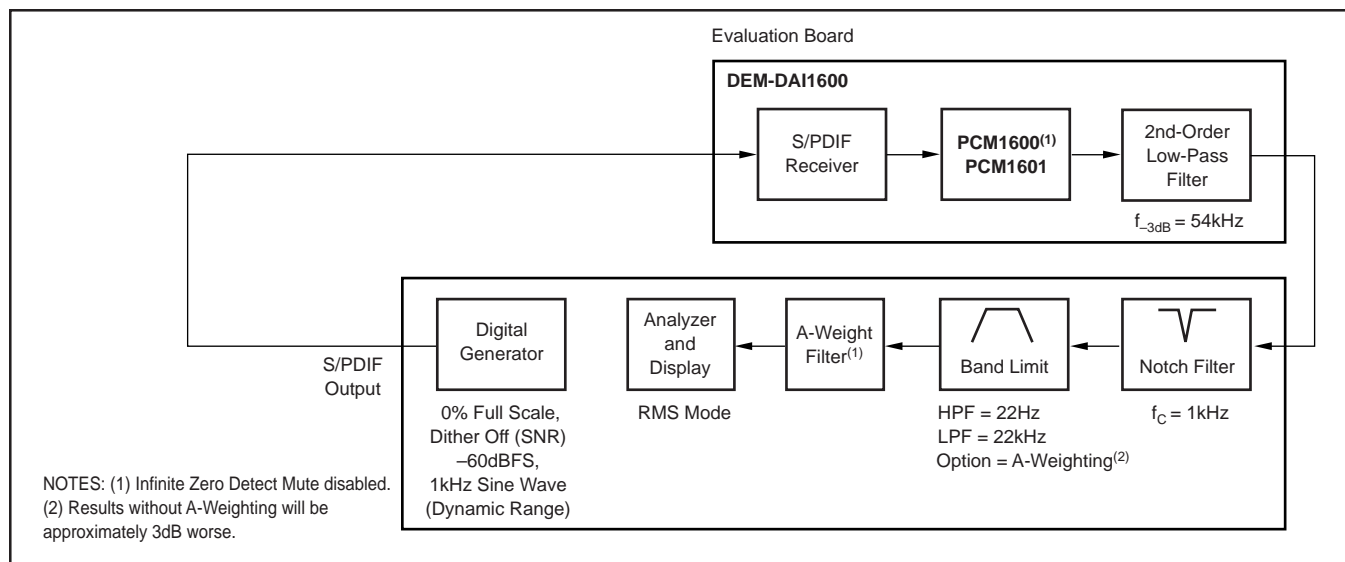 Evaluation Board
DEM-DAI1600
S/PDIF
Receiver
PCM1600(1)
PCM1601
2nd-Order
Low-Pass
Filter
f–3dB = 54kHz
S/PDIF
Output
Digital
Generator
0% Full Scale,
Dither Off (SNR)
–60dBFS,
1kHz Sine Wave
(Dynamic Range)
Analyzer
and
Display
RMS Mode
A-Weight
Filter(1)
Band Limit
HPF = 22Hz
LPF = 22kHz
Option = A-Weighting(2)
Notch Filter
fC = 1kHz
NOTES: (1) Infinite Zero Detect Mute disabled.
(2) Results without A-Weighting will be
approximately 3dB worse.